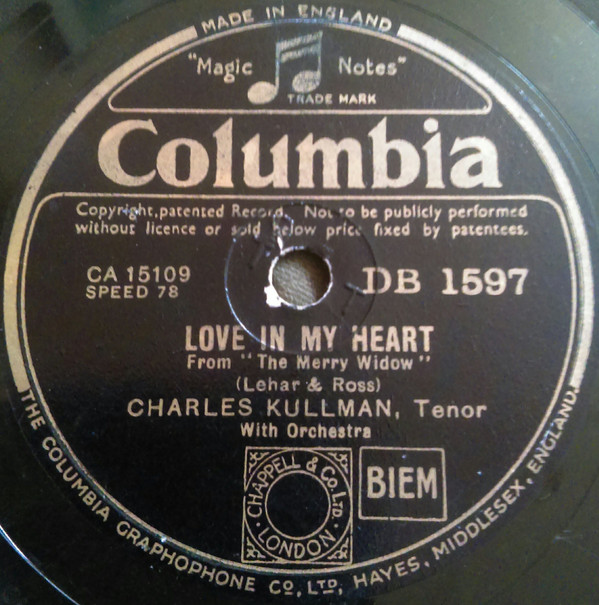 MADE IN ENGLAND
"Magic Notes"
TRADE MARK
Columbia
Copyright, patented Record. Not to be publicly performed
without licence or sold below price fixed by patentees.
CA 15109 DB 1597
SPEED 78
LOVE IN MY HEART
From "The Merry Widow"
(Lehar & Ross)
CHARLES KULLMAN, Tenor
With Orchestra
CHAPPELL & CO. LTD
· LONDON ·
BIEM
THE COLUMBIA GRAPHOPHONE CO, LTD, HAYES, MIDDLESEX, ENGLAND.